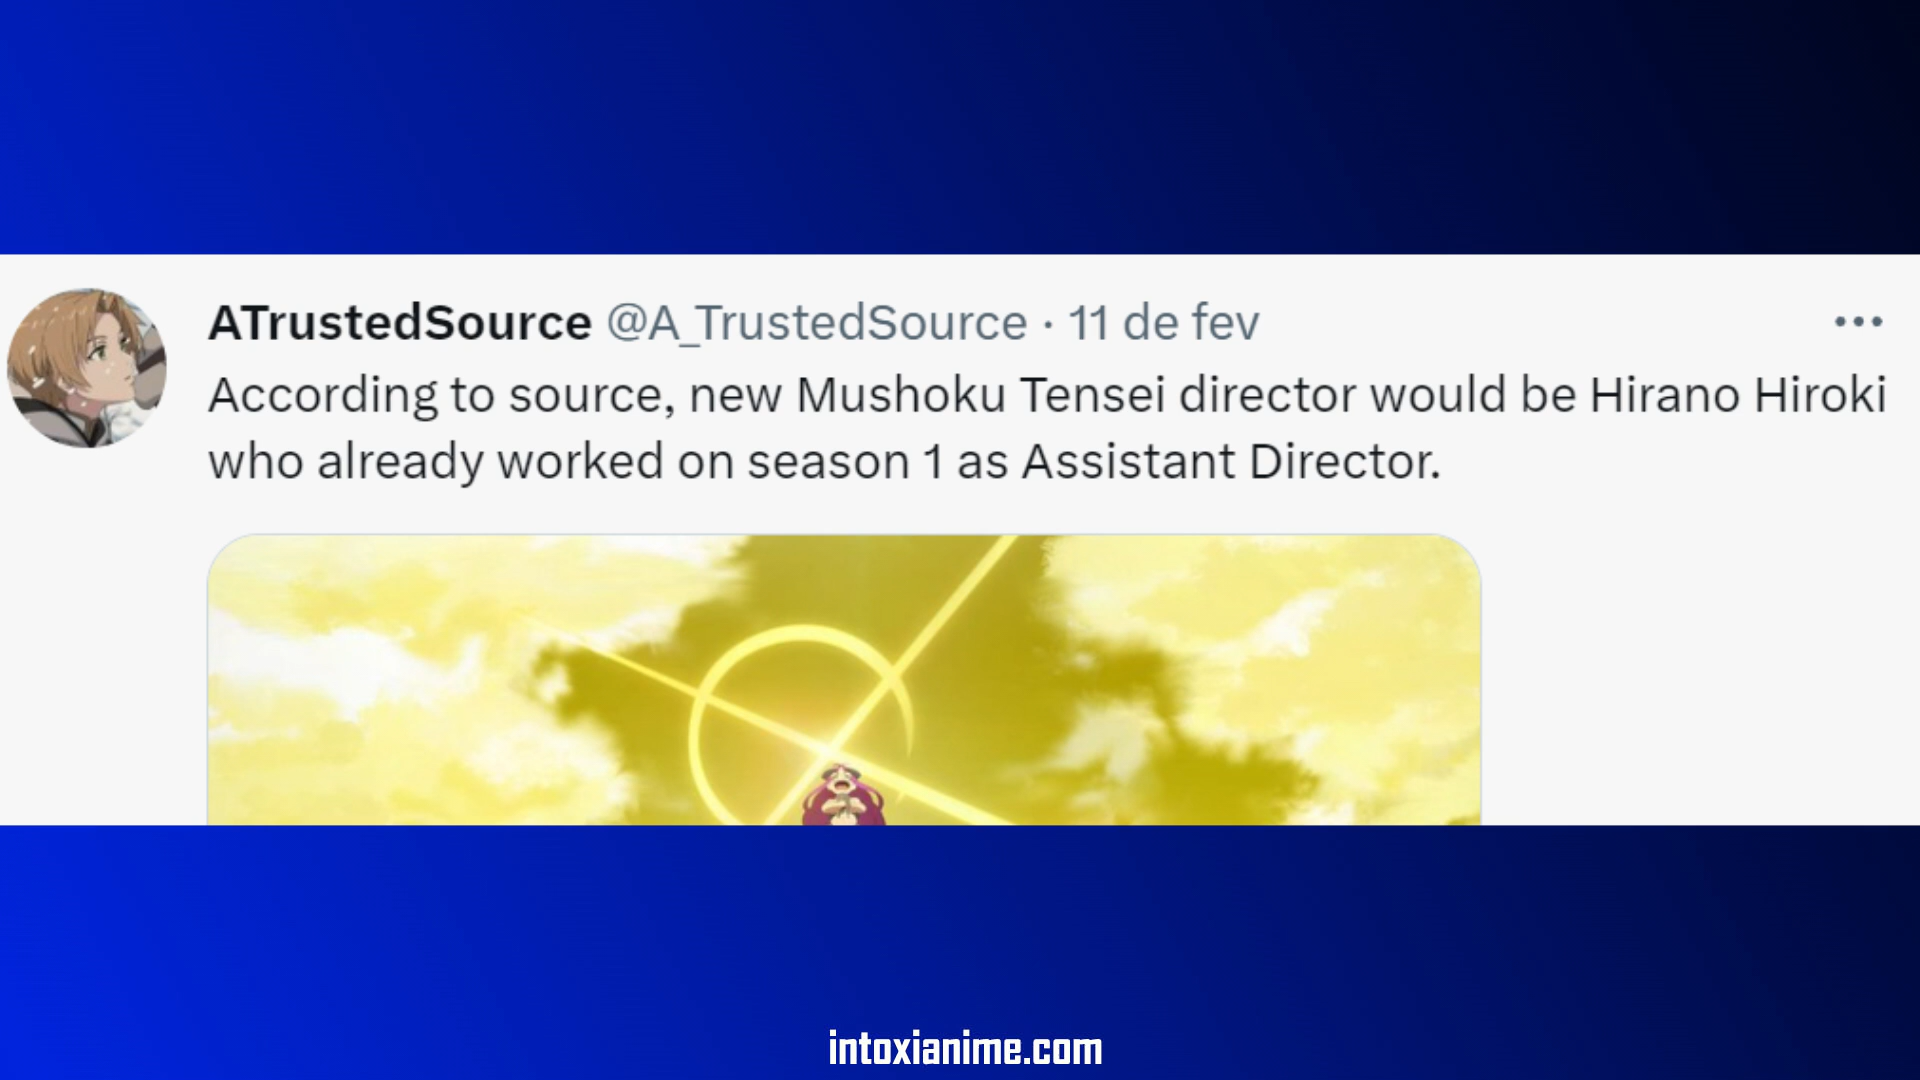 ATrustedSource @A_TrustedSource · 11 de fev
According to source, new Mushoku Tensei director would be Hirano Hiroki
who already worked on season 1 as Assistant Director.
intoxianime.com